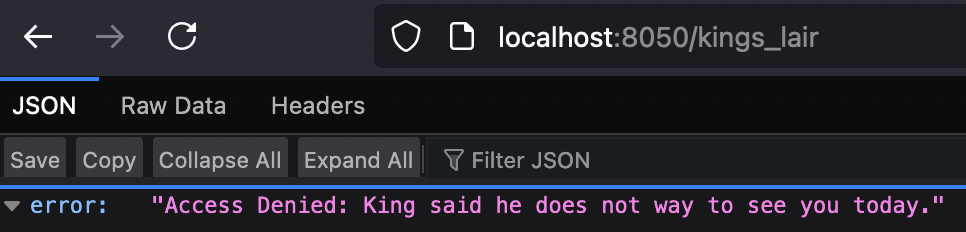 localhost:8050/kings_lair
JSON Raw Data Headers
Save Copy Collapse All Expand All Filter JSON
error: "Access Denied: King said he does not way to see you today."